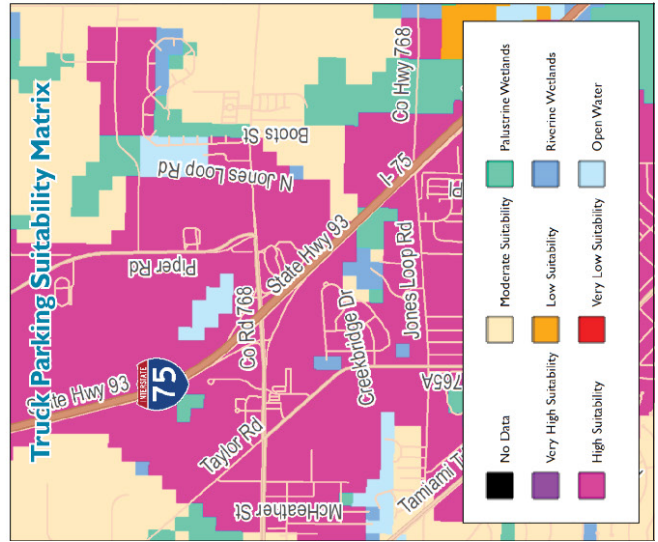 Truck Parking Suitability Matrix
State Hwy 93
INTERSTATE
75
Piper Rd
N Jones Loop Rd
Boots St
Co Rd 768
State Hwy 93
I- 75
Co Hwy 768
Taylor Rd
McHeather St
Creekbridge Dr
Jones Loop Rd
765A
No Data
Very High Suitability
High Suitability
Moderate Suitability
Low Suitability
Very Low Suitability
Palustrine Wetlands
Riverine Wetlands
Open Water